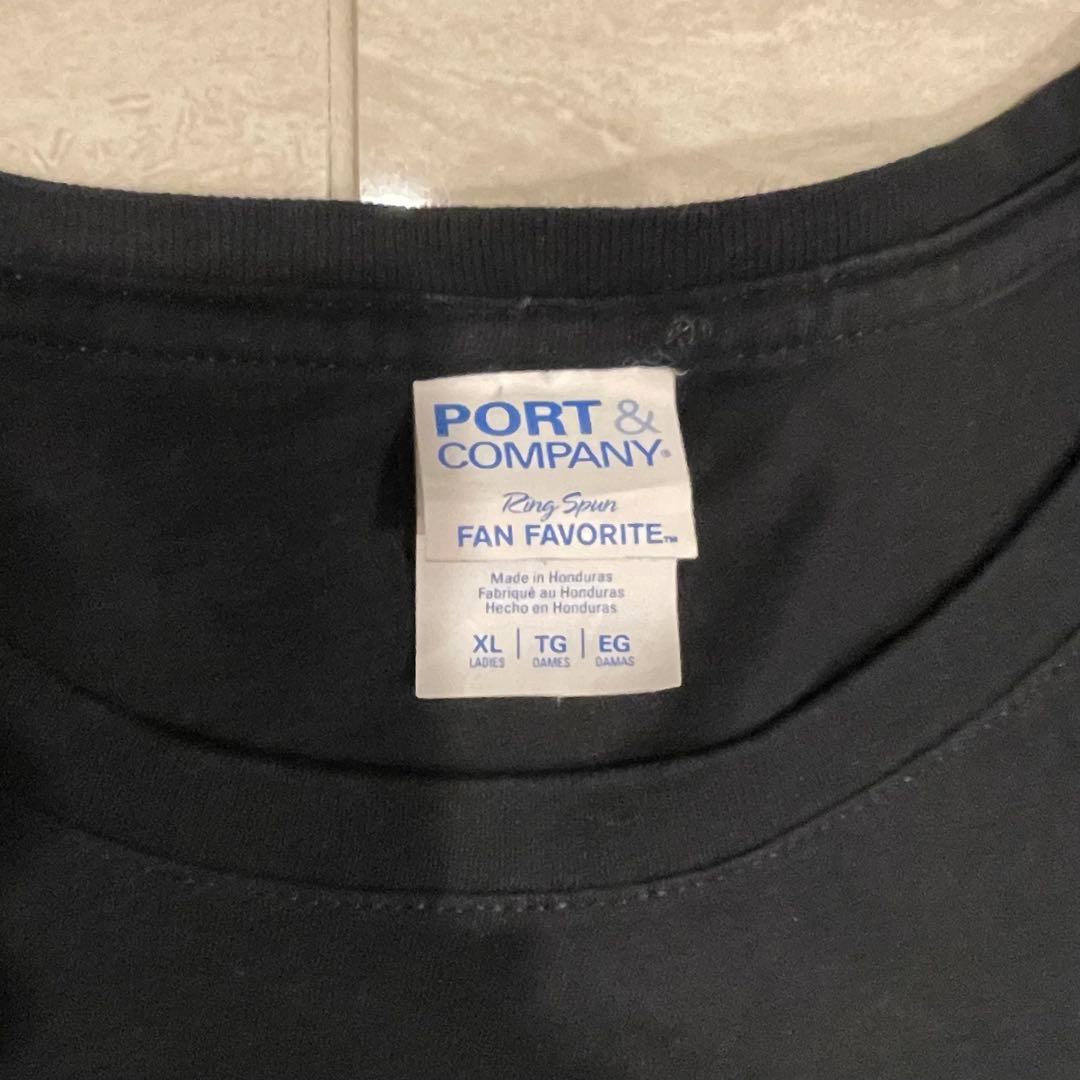 PORT &
COMPANY®
Ring Spun
FAN FAVORITE™
Made in Honduras
Fabriqué au Honduras
Hecho en Honduras
XL | TG | EG
LADIES DAMES DAMAS